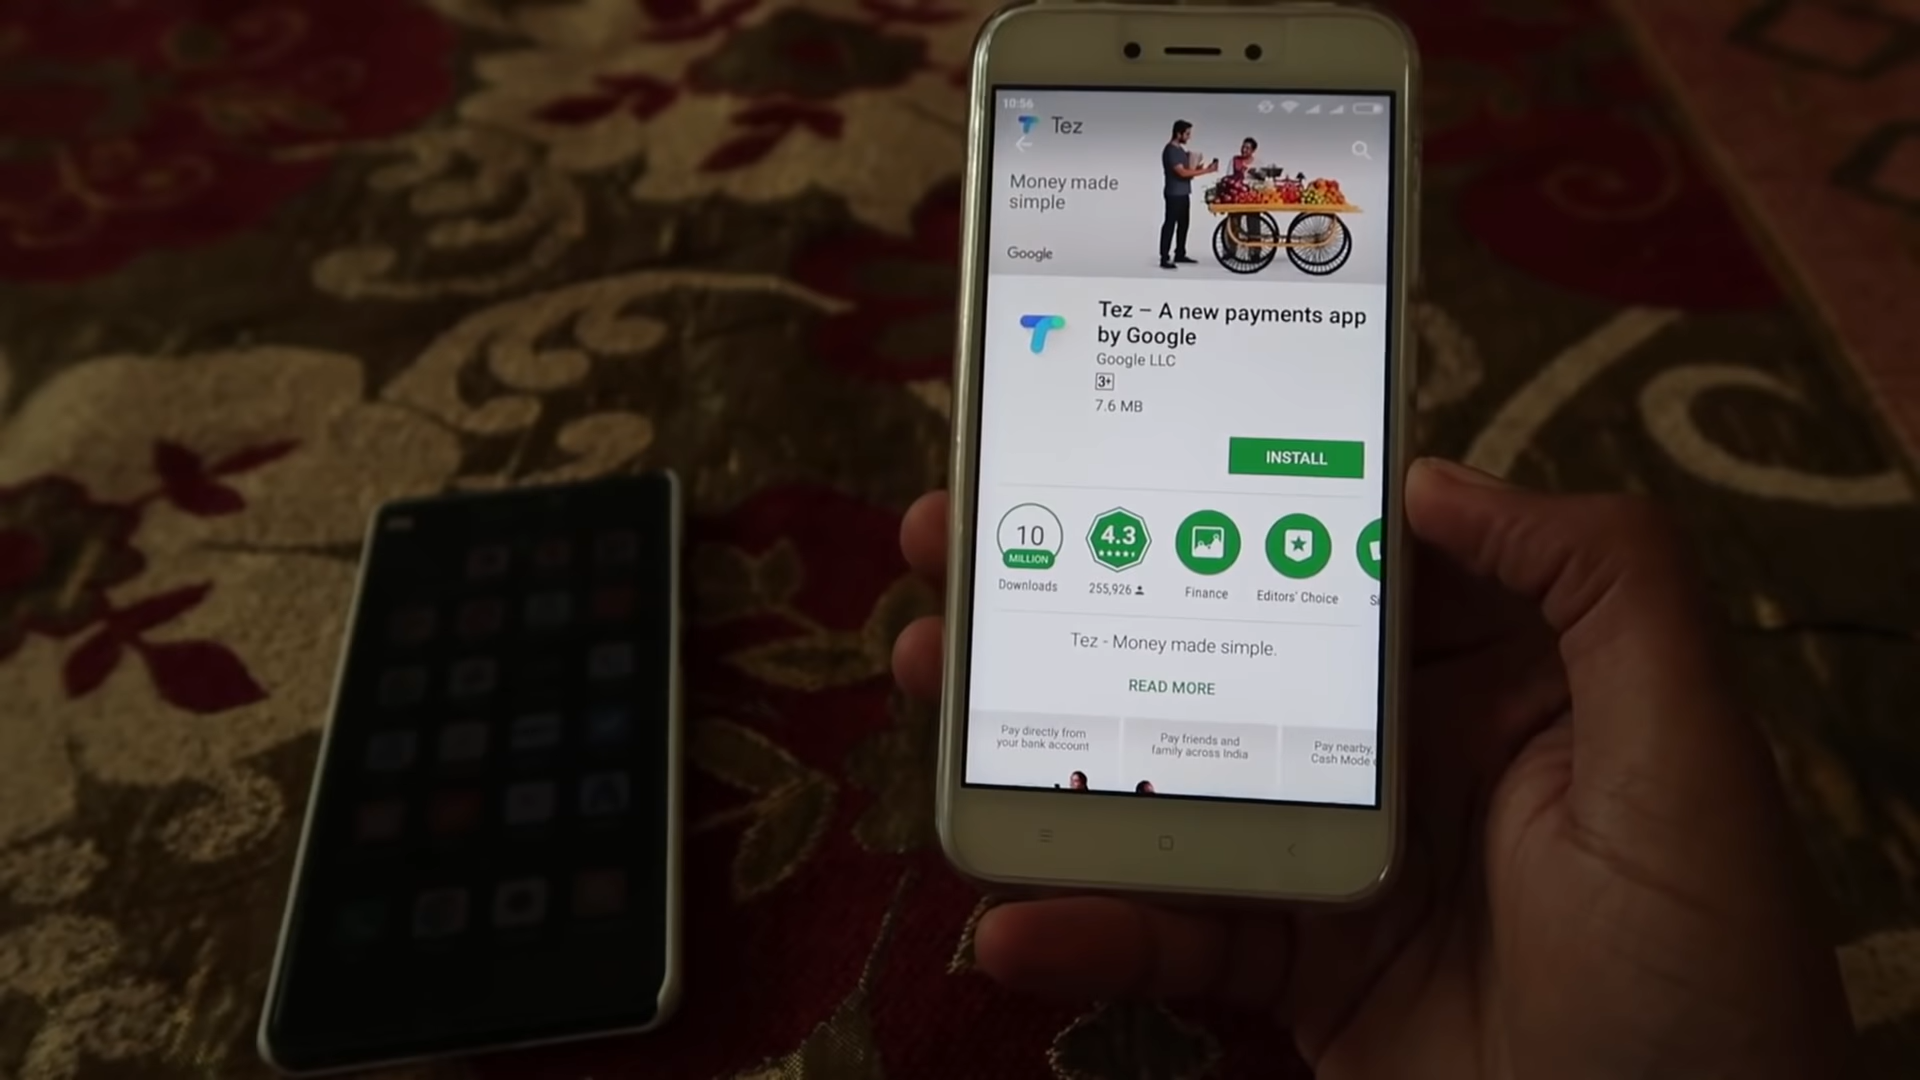 10:56
Tez
Money made
simple
Google
Tez – A new payments app
by Google
Google LLC
3+
7.6 MB
INSTALL
10
MILLION
Downloads
4.3
255,926
Finance
Editors' Choice
Tez - Money made simple.
READ MORE
Pay directly from
your bank account
Pay friends and
family across India
Pay nearby,
Cash Mode